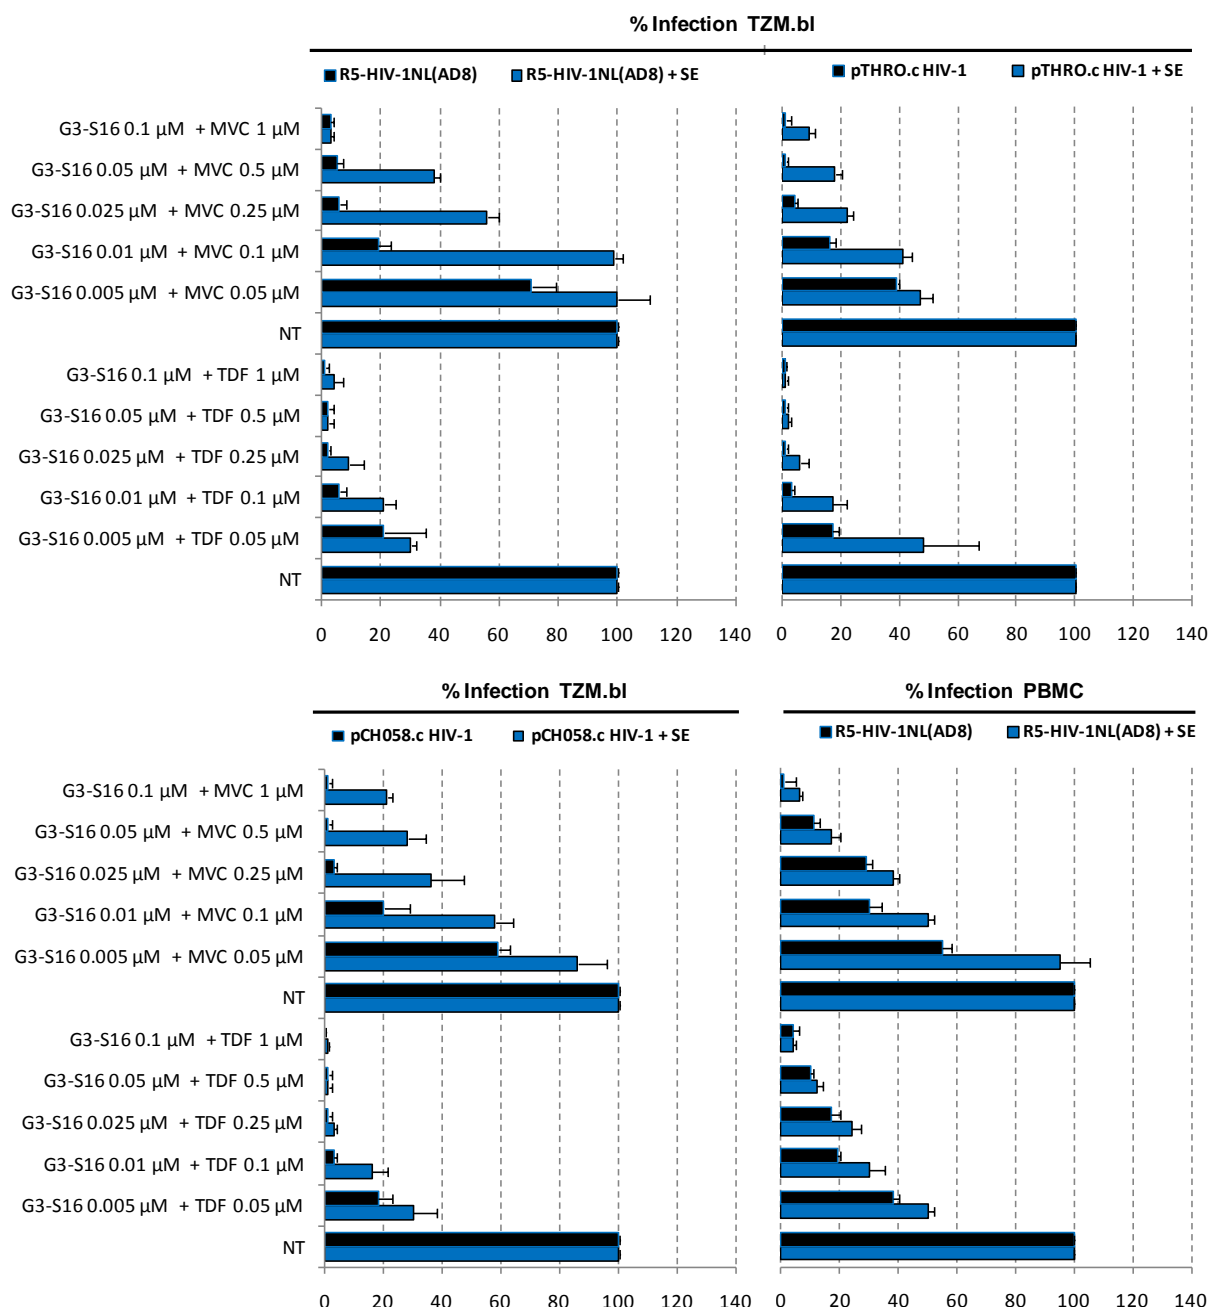 % Infection TZM.bl
R5-HIV-1NL(AD8) R5-HIV-1NL(AD8) + SE
pTHRO.c HIV-1 pTHRO.c HIV-1 + SE
G3-S16 0.1 µM + MVC 1 µM
G3-S16 0.05 µM + MVC 0.5 µM
G3-S16 0.025 µM + MVC 0.25 µM
G3-S16 0.01 µM + MVC 0.1 µM
G3-S16 0.005 µM + MVC 0.05 µM
NT
G3-S16 0.1 µM + TDF 1 µM
G3-S16 0.05 µM + TDF 0.5 µM
G3-S16 0.025 µM + TDF 0.25 µM
G3-S16 0.01 µM + TDF 0.1 µM
G3-S16 0.005 µM + TDF 0.05 µM
NT
0 20 40 60 80 100 120 140
0 20 40 60 80 100 120 140
% Infection TZM.bl
% Infection PBMC
pCH058.c HIV-1 pCH058.c HIV-1 + SE
R5-HIV-1NL(AD8) R5-HIV-1NL(AD8) + SE
G3-S16 0.1 µM + MVC 1 µM
G3-S16 0.05 µM + MVC 0.5 µM
G3-S16 0.025 µM + MVC 0.25 µM
G3-S16 0.01 µM + MVC 0.1 µM
G3-S16 0.005 µM + MVC 0.05 µM
NT
G3-S16 0.1 µM + TDF 1 µM
G3-S16 0.05 µM + TDF 0.5 µM
G3-S16 0.025 µM + TDF 0.25 µM
G3-S16 0.01 µM + TDF 0.1 µM
G3-S16 0.005 µM + TDF 0.05 µM
NT
0 20 40 60 80 100 120 140
0 20 40 60 80 100 120 140